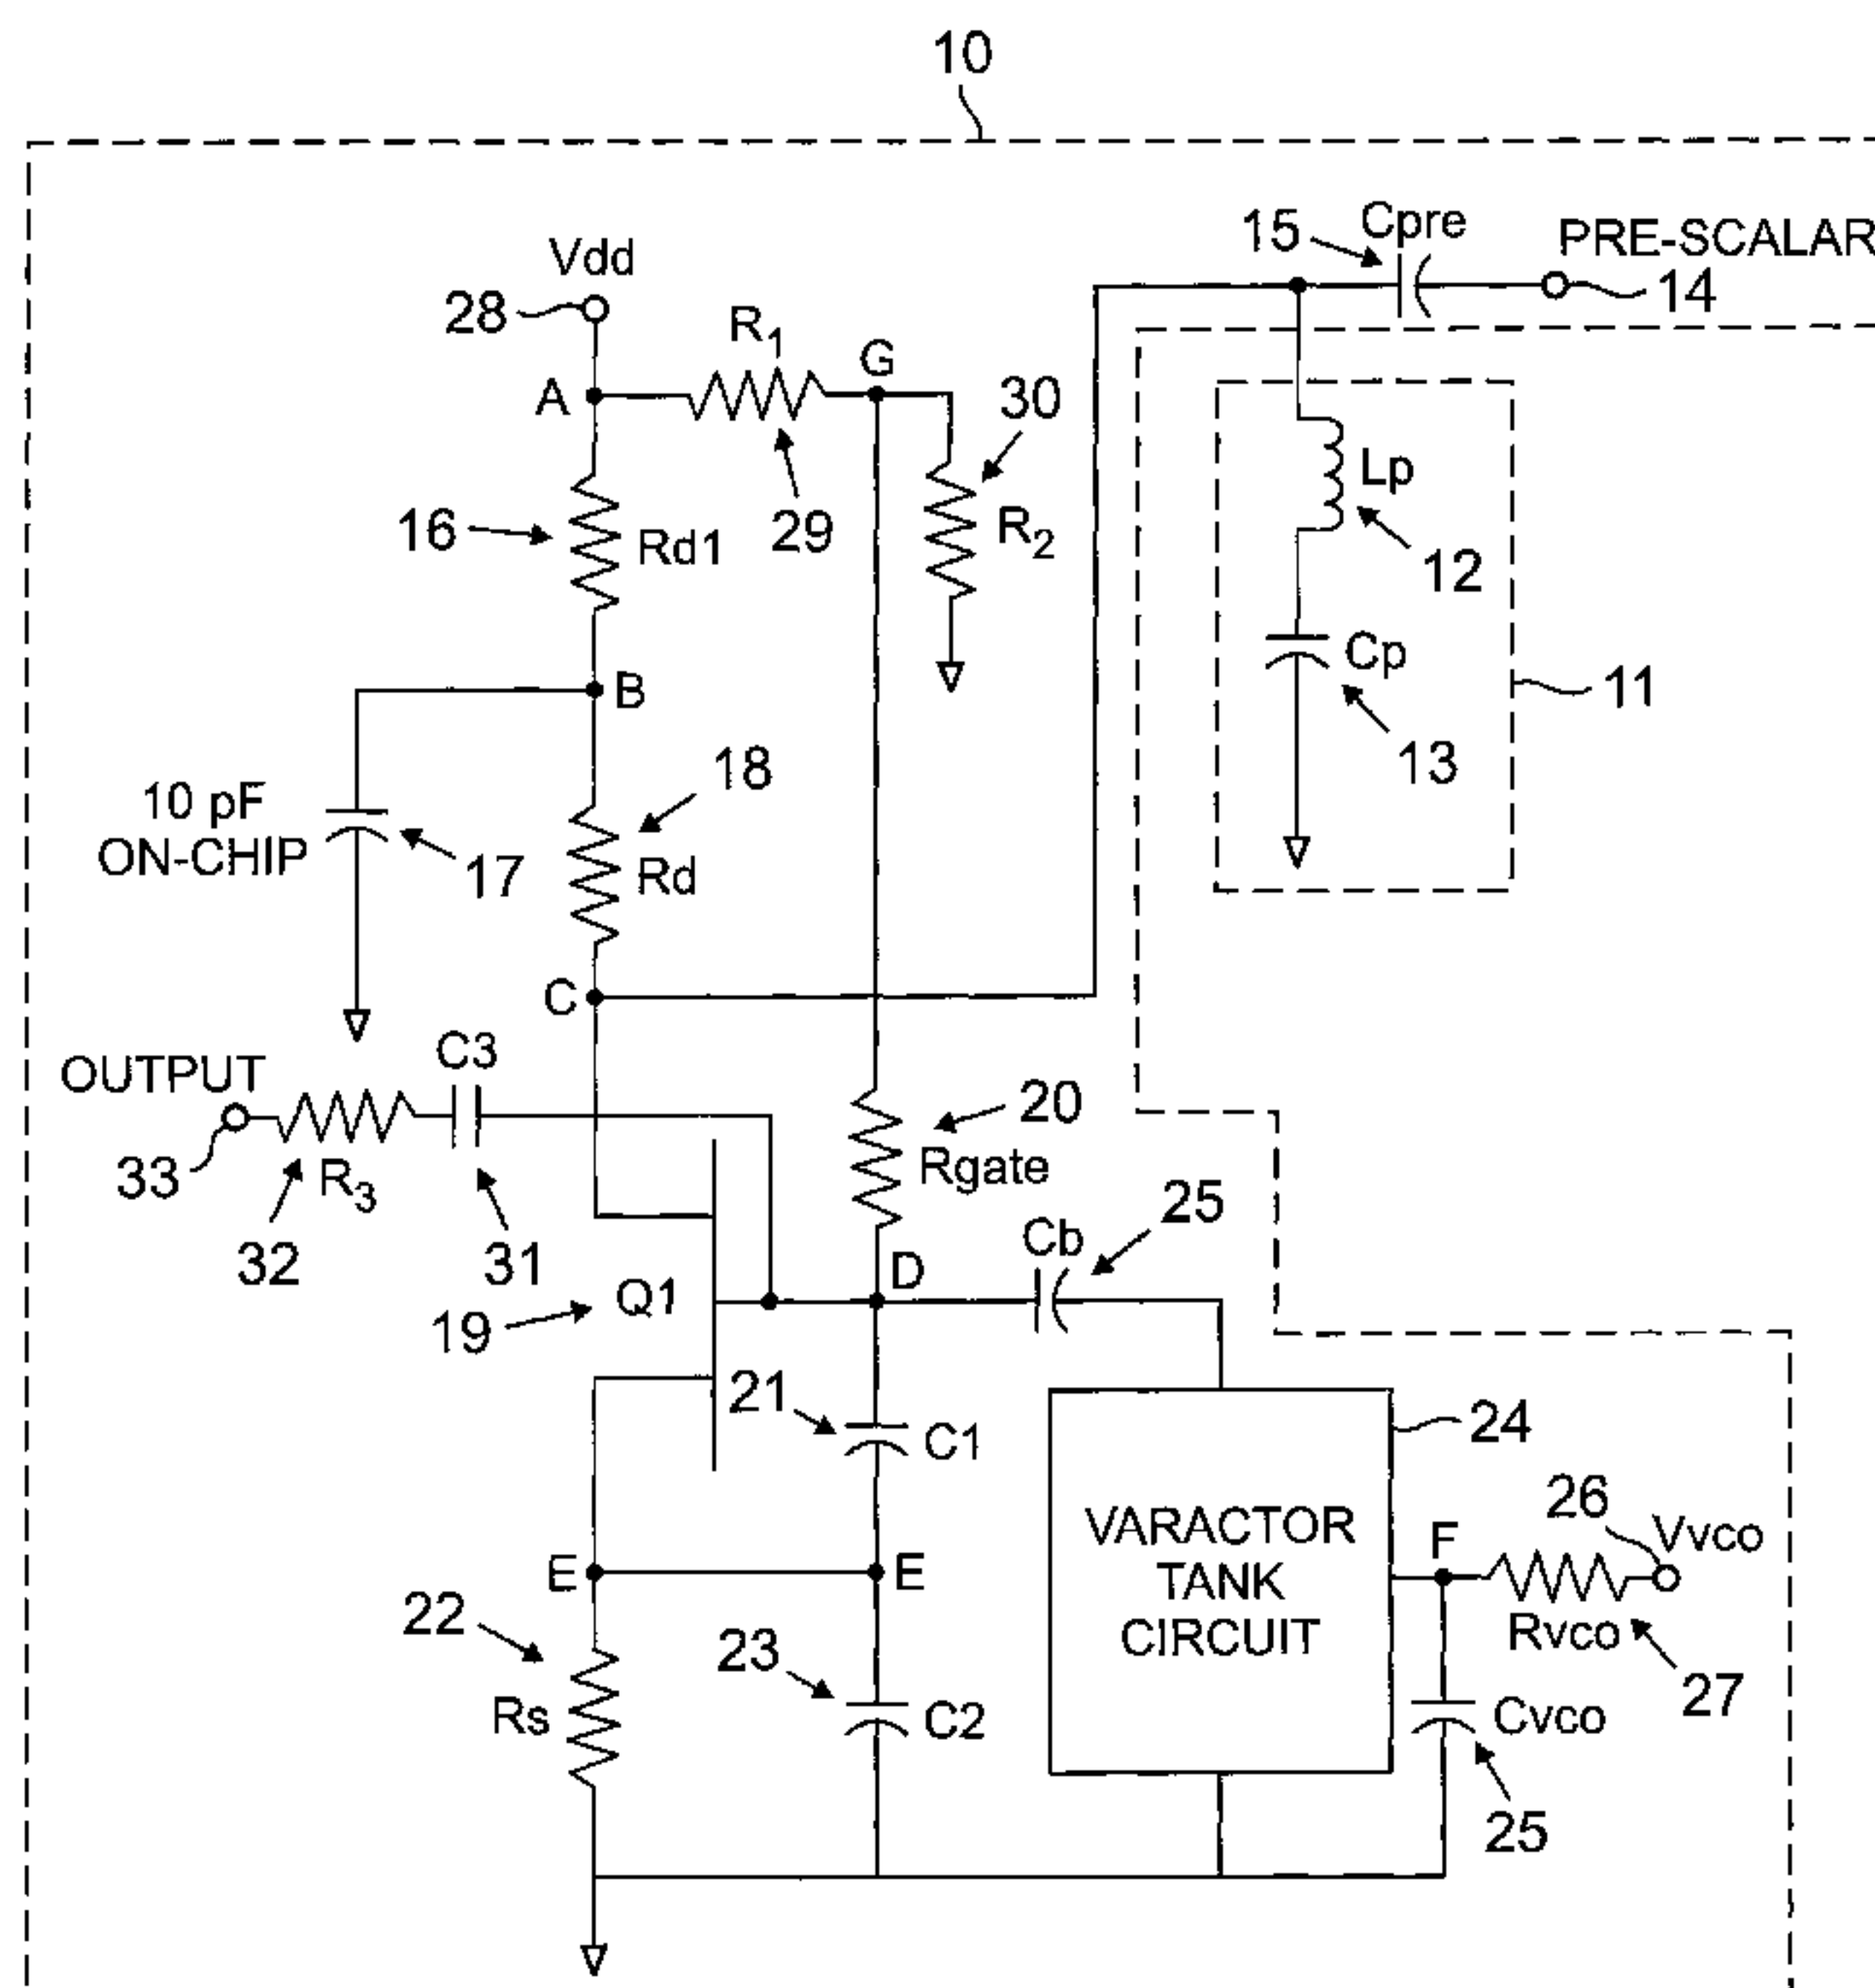 10
15
Cpre
PRE-SCALAR
14
Vdd
28
A
R1
G
30
29
R2
16
Rd1
Lp
12
Cp
13
11
B
18
10 pF
ON-CHIP
17
Rd
C
OUTPUT
33
C3
R3
32
31
20
Rgate
25
Cb
D
Q1
19
21
C1
24
VARACTOR
TANK
CIRCUIT
26
Vvco
F
Rvco
27
E
E
22
Rs
23
C2
Cvco
25